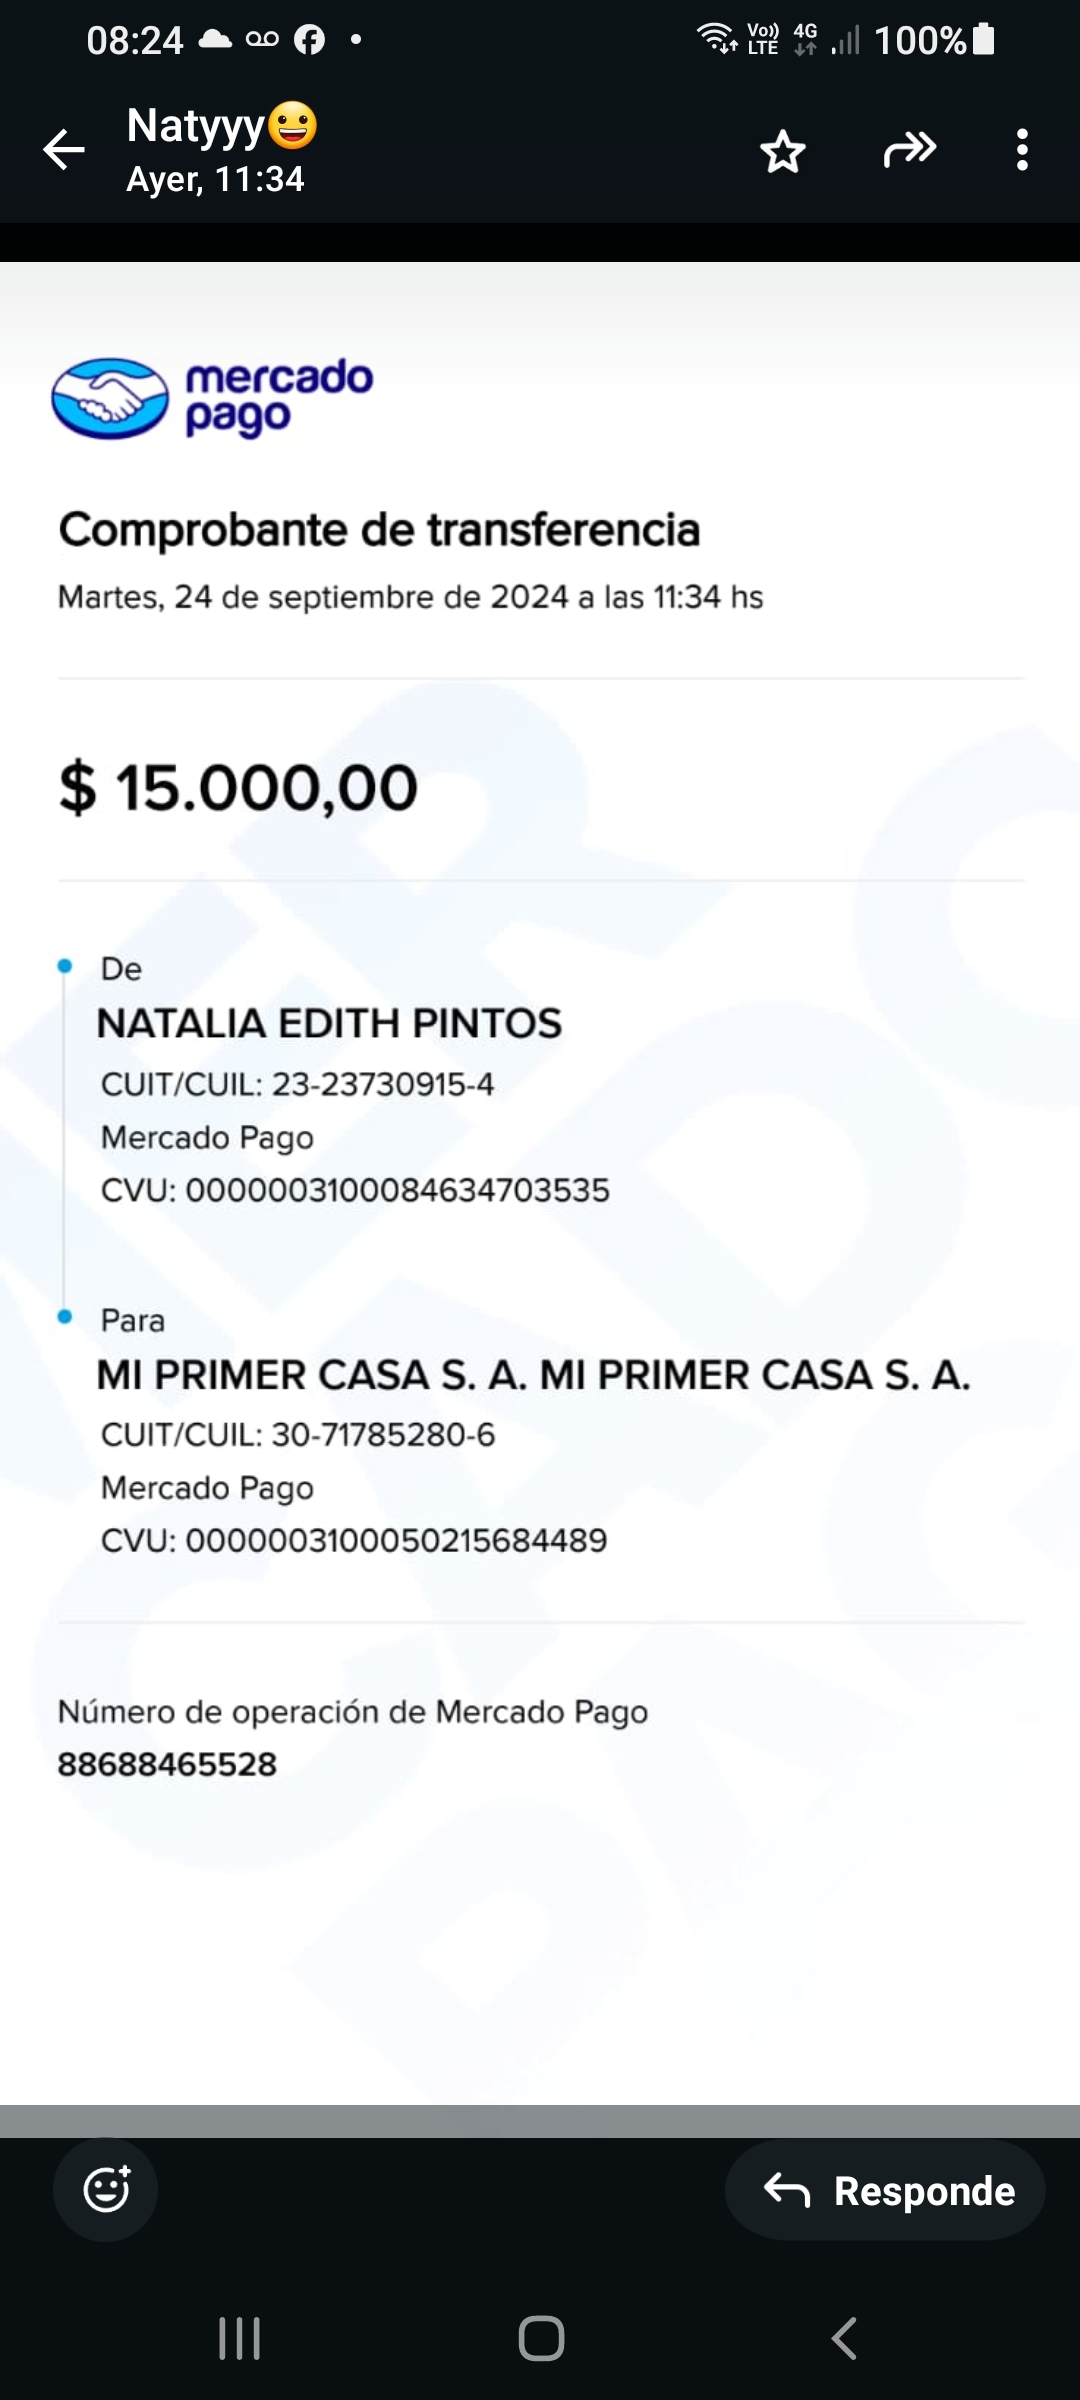 08:24 100%
Vo)) LTE 4G
Natyyy😀
Ayer, 11:34
mercado
pago
Comprobante de transferencia
Martes, 24 de septiembre de 2024 a las 11:34 hs
$ 15.000,00
De
NATALIA EDITH PINTOS
CUIT/CUIL: 23-23730915-4
Mercado Pago
CVU: 0000003100084634703535
Para
MI PRIMER CASA S. A. MI PRIMER CASA S. A.
CUIT/CUIL: 30-71785280-6
Mercado Pago
CVU: 0000003100050215684489
Número de operación de Mercado Pago
88688465528
Responde